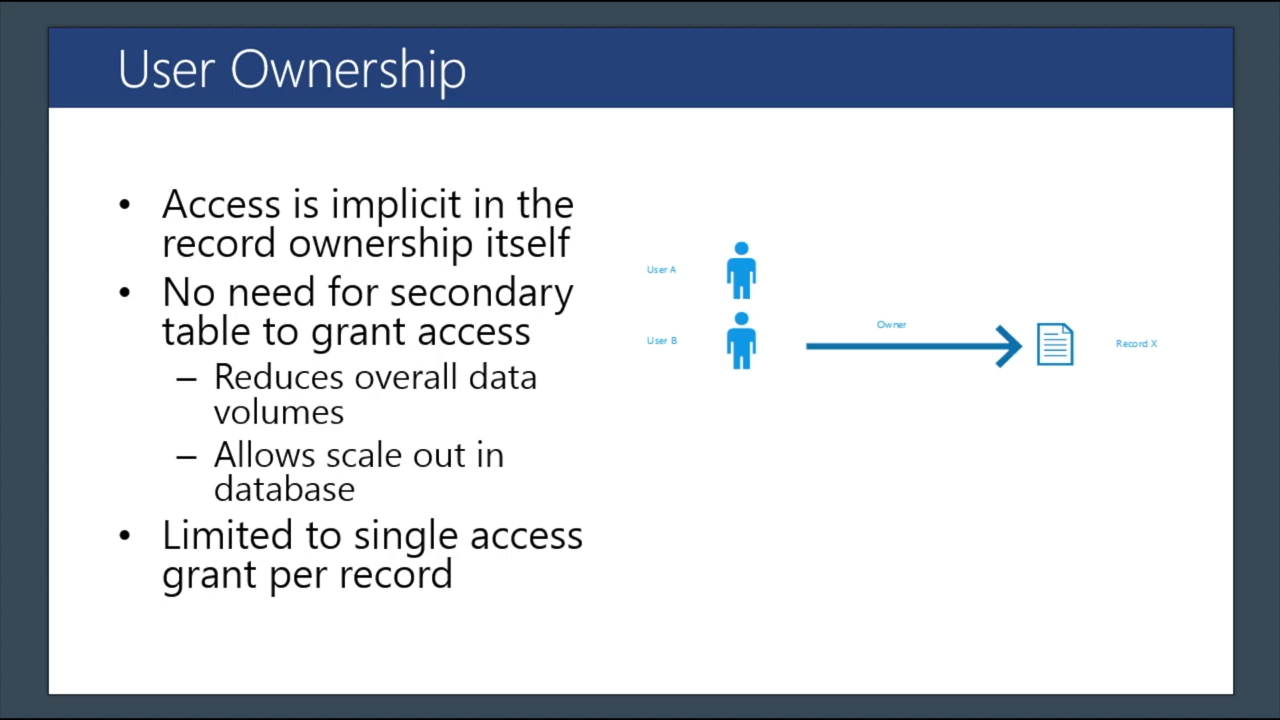 User Ownership
• Access is implicit in the
record ownership itself
• No need for secondary
table to grant access
– Reduces overall data
volumes
– Allows scale out in
database
• Limited to single access
grant per record
User A
User B
Owner
Record X